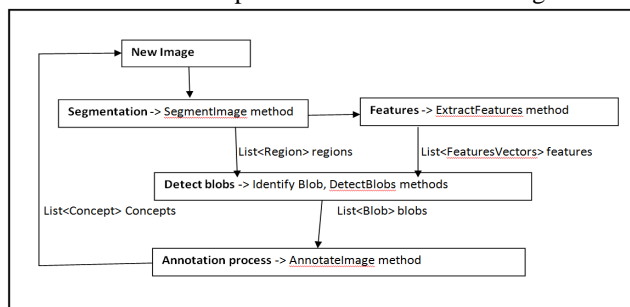 New Image
Segmentation -> SegmentImage method
Features -> ExtractFeatures method
List<Region> regions
List<FeaturesVectors> features
Detect blobs -> Identify Blob, DetectBlobs methods
List<Concept> Concepts
List<Blob> blobs
Annotation process -> AnnotateImage method